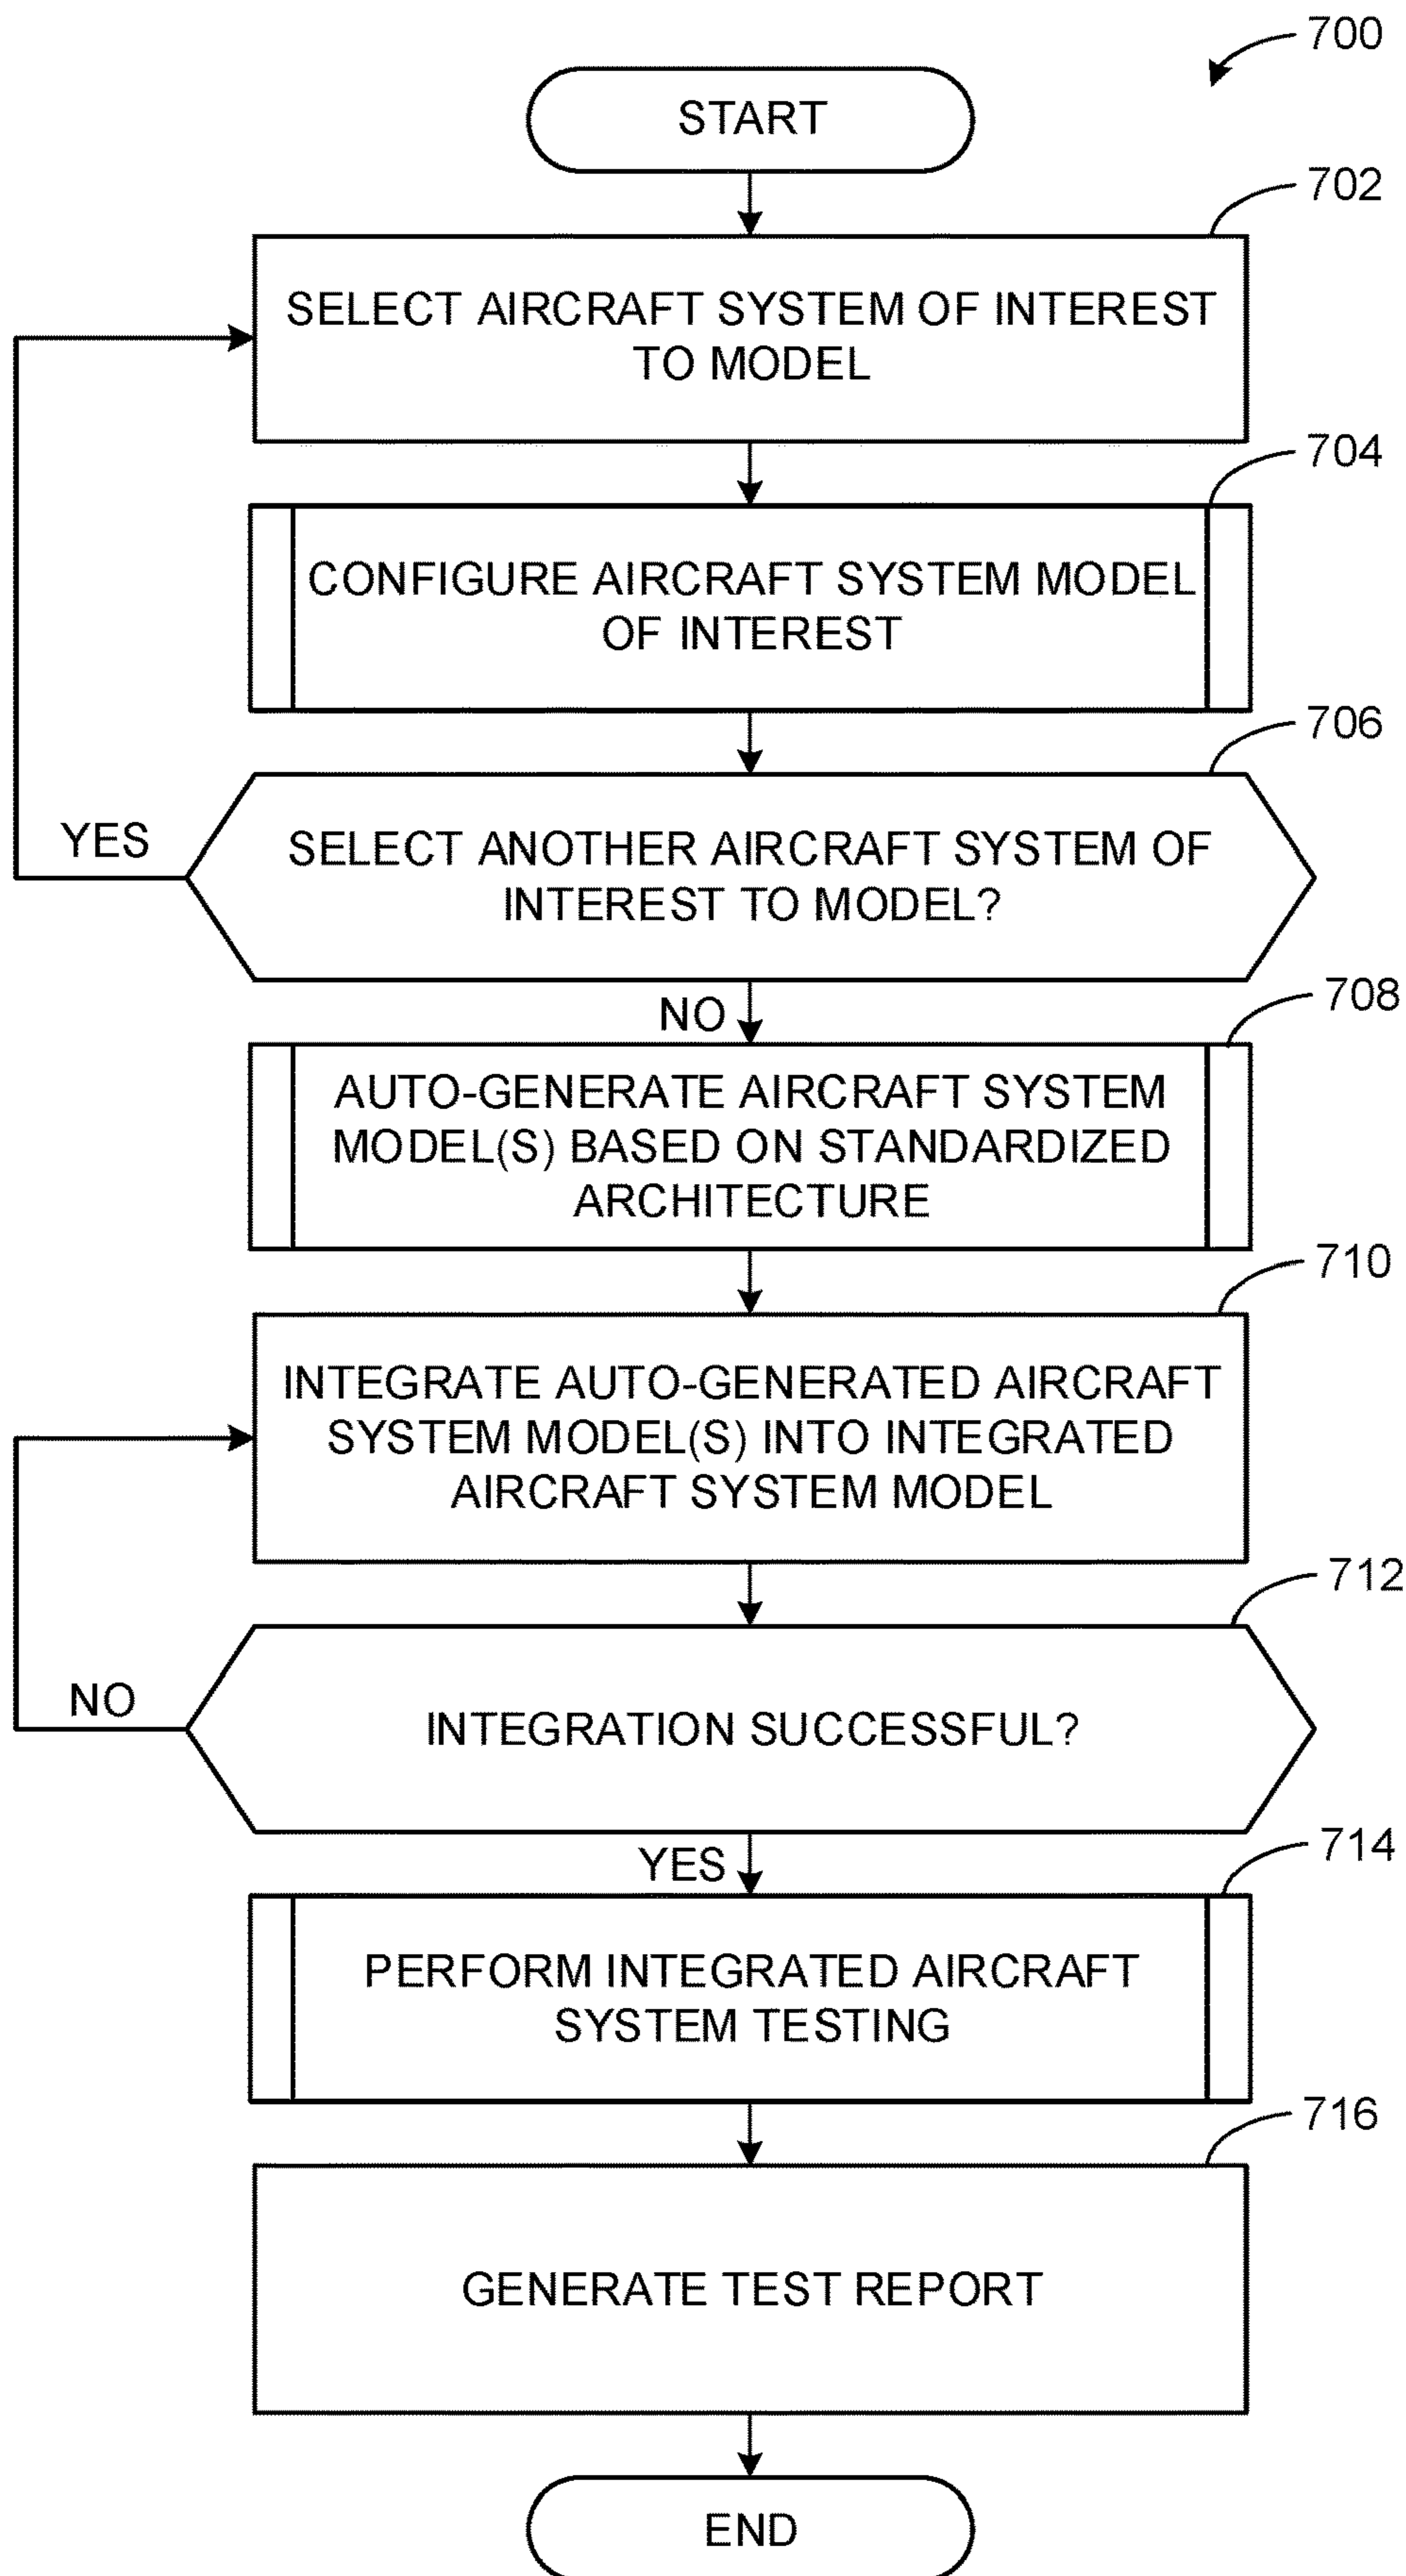 700
START
702
SELECT AIRCRAFT SYSTEM OF INTEREST
TO MODEL
704
CONFIGURE AIRCRAFT SYSTEM MODEL
OF INTEREST
706
YES
SELECT ANOTHER AIRCRAFT SYSTEM OF
INTEREST TO MODEL?
NO
708
AUTO-GENERATE AIRCRAFT SYSTEM
MODEL(S) BASED ON STANDARDIZED
ARCHITECTURE
710
INTEGRATE AUTO-GENERATED AIRCRAFT
SYSTEM MODEL(S) INTO INTEGRATED
AIRCRAFT SYSTEM MODEL
712
NO
INTEGRATION SUCCESSFUL?
YES
714
PERFORM INTEGRATED AIRCRAFT
SYSTEM TESTING
716
GENERATE TEST REPORT
END